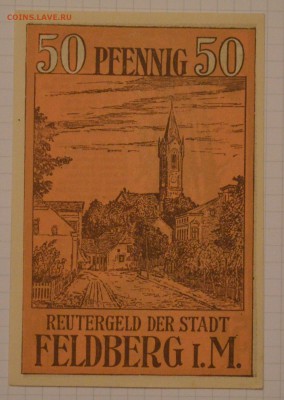 COINS.LAVE.RU
50 PFENNIG 50
REUTERGELD DER STADT
FELDBERG I.M.